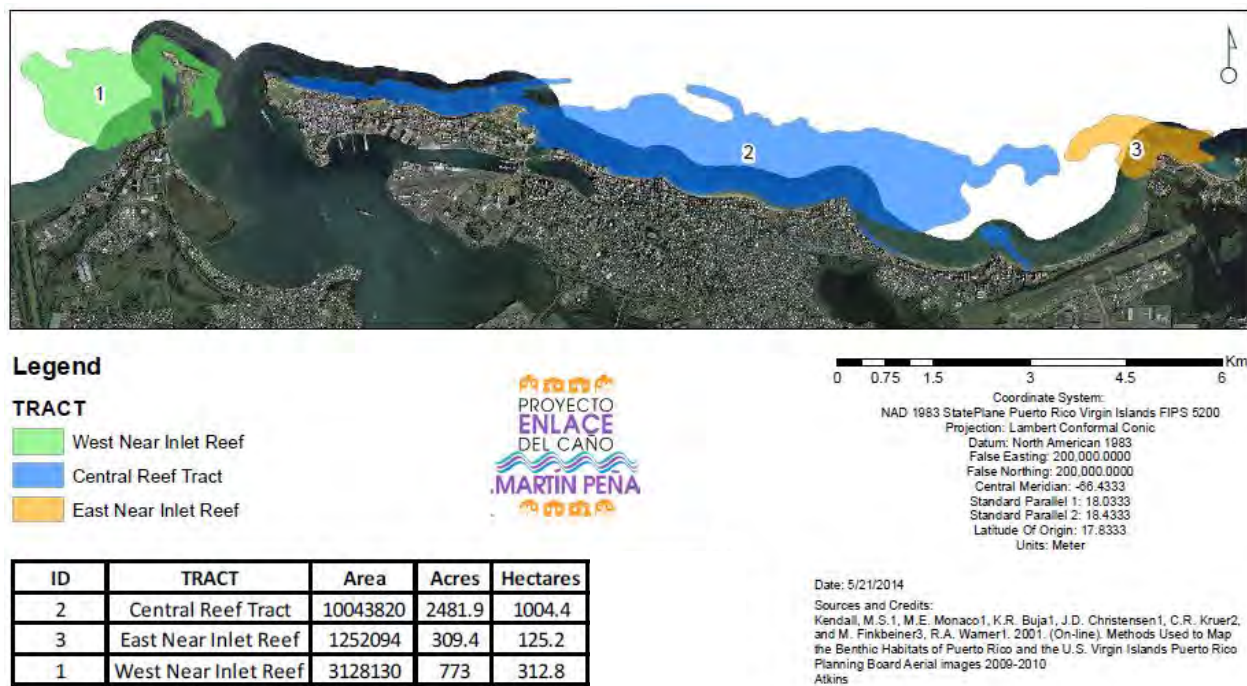 1
2
3
Legend
TRACT
West Near Inlet Reef
Central Reef Tract
East Near Inlet Reef
PROYECTO
ENLACE
DEL CAÑO
MARTÍN PEÑA
Km
0 0.75 1.5 3 4.5 6
Coordinate System:
NAD 1983 StatePlane Puerto Rico Virgin Islands FIPS 5200
Projection: Lambert Conformal Conic
Datum: North American 1983
False Easting: 200,000.0000
False Northing: 200,000.0000
Central Meridian: -66.4333
Standard Parallel 1: 18.0333
Standard Parallel 2: 18.4333
Latitude Of Origin: 17.8333
Units: Meter
ID TRACT Area Acres Hectares
2 Central Reef Tract 10043820 2481.9 1004.4
3 East Near Inlet Reef 1252094 309.4 125.2
1 West Near Inlet Reef 3128130 773 312.8
Date: 5/21/2014
Sources and Credits:
Kendall, M.S.1, M.E. Monaco1, K.R. Buja1, J.D. Christensen1, C.R. Kruer2,
and M. Finkbeiner3, R.A. Warner1. 2001. (On-line). Methods Used to Map
the Benthic Habitats of Puerto Rico and the U.S. Virgin Islands Puerto Rico
Planning Board Aerial images 2009-2010
Atkins